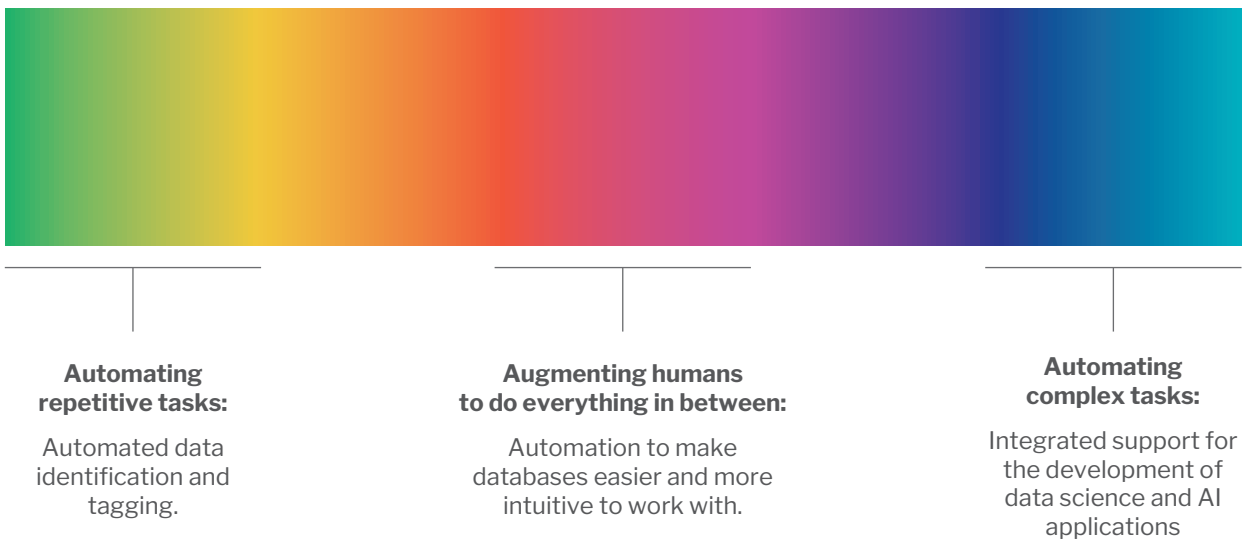 Automating
repetitive tasks:
Automated data
identification and
tagging.
Augmenting humans
to do everything in between:
Automation to make
databases easier and more
intuitive to work with.
Automating
complex tasks:
Integrated support for
the development of
data science and AI
applications